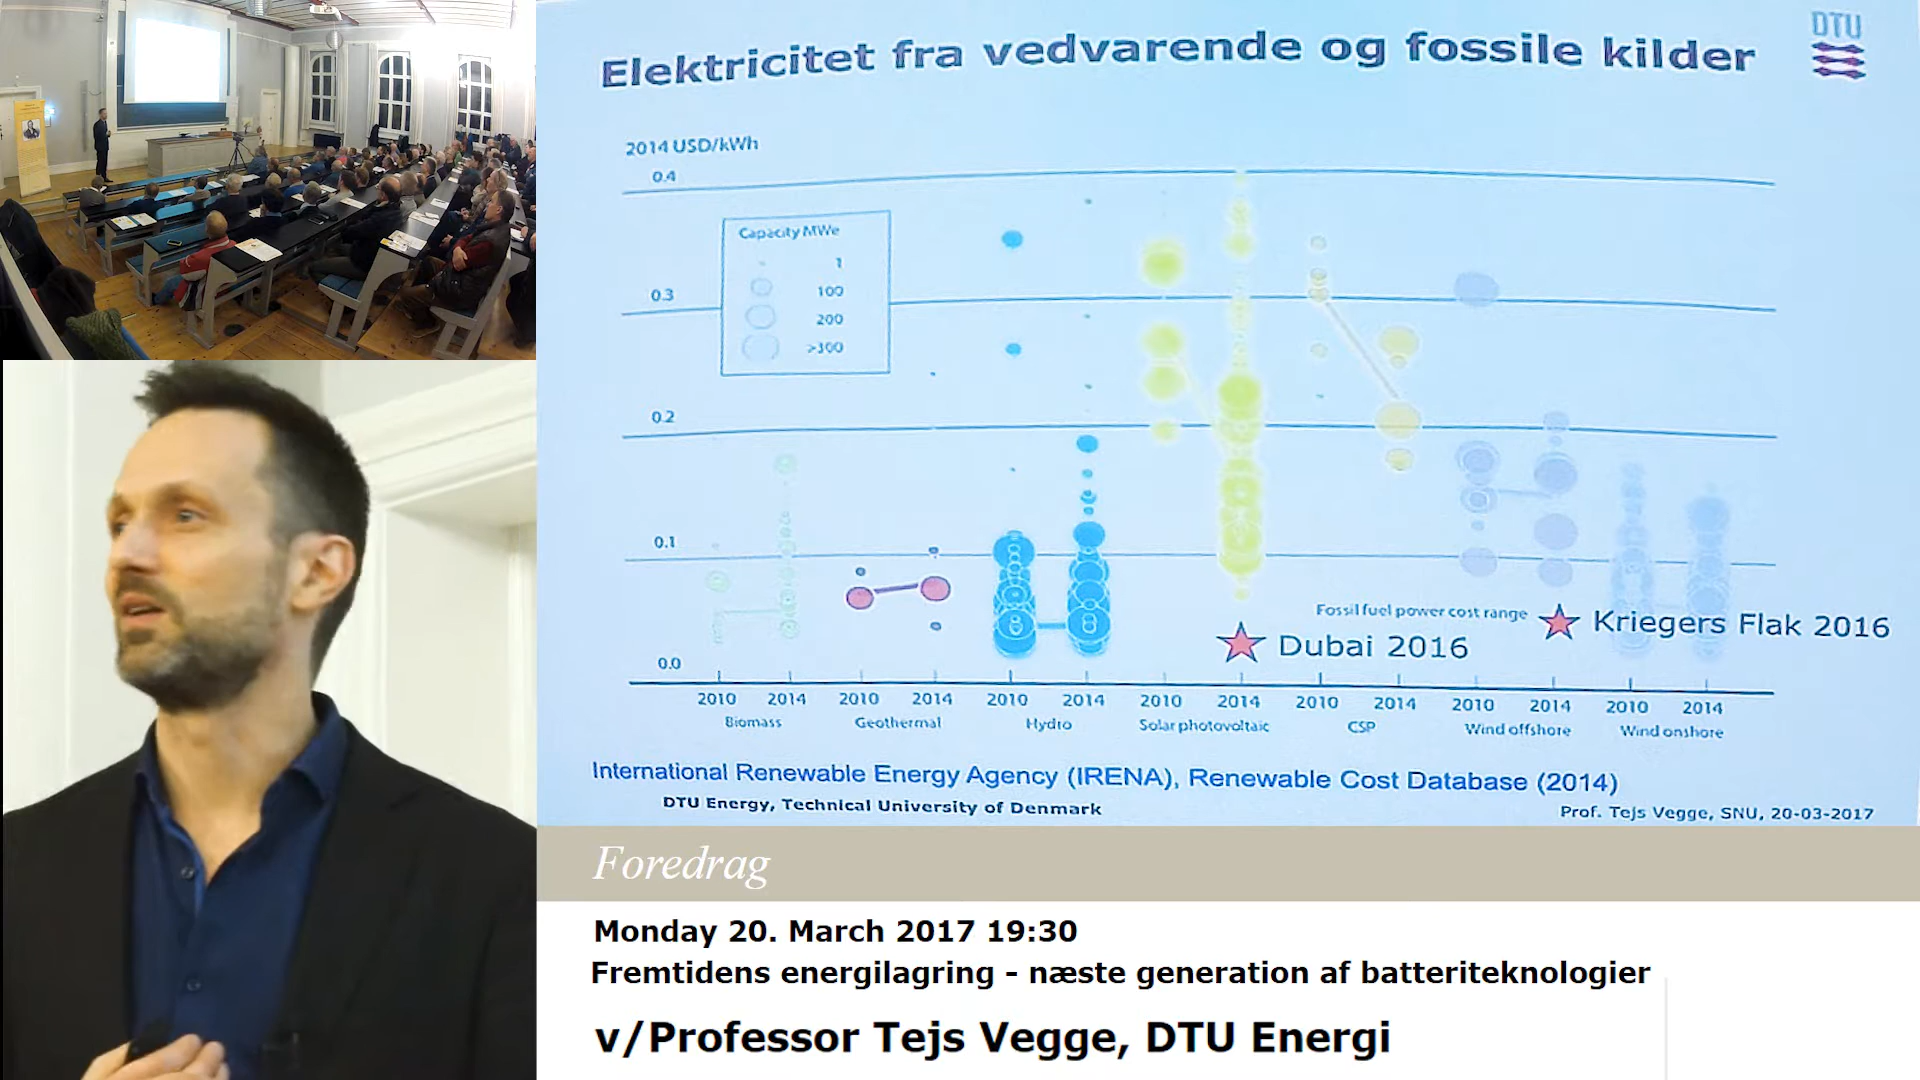 DTU
Elektricitet fra vedvarende og fossile kilder
2014 USD/kWh
0.4
Capacity MWe
1
100
200
>300
0.3
0.2
0.1
Fossil fuel power cost range
Kriegers Flak 2016
Dubai 2016
0.0
2010 2014 2010 2014 2010 2014 2010 2014 2010 2014 2010 2014 2010 2014
Biomass Geothermal Hydro Solar photovoltaic CSP Wind offshore Wind onshore
International Renewable Energy Agency (IRENA), Renewable Cost Database (2014)
DTU Energy, Technical University of Denmark
Prof. Tejs Vegge, SNU, 20-03-2017
Foredrag
Monday 20. March 2017 19:30
Fremtidens energilagring - næste generation af batteriteknologier
v/Professor Tejs Vegge, DTU Energi